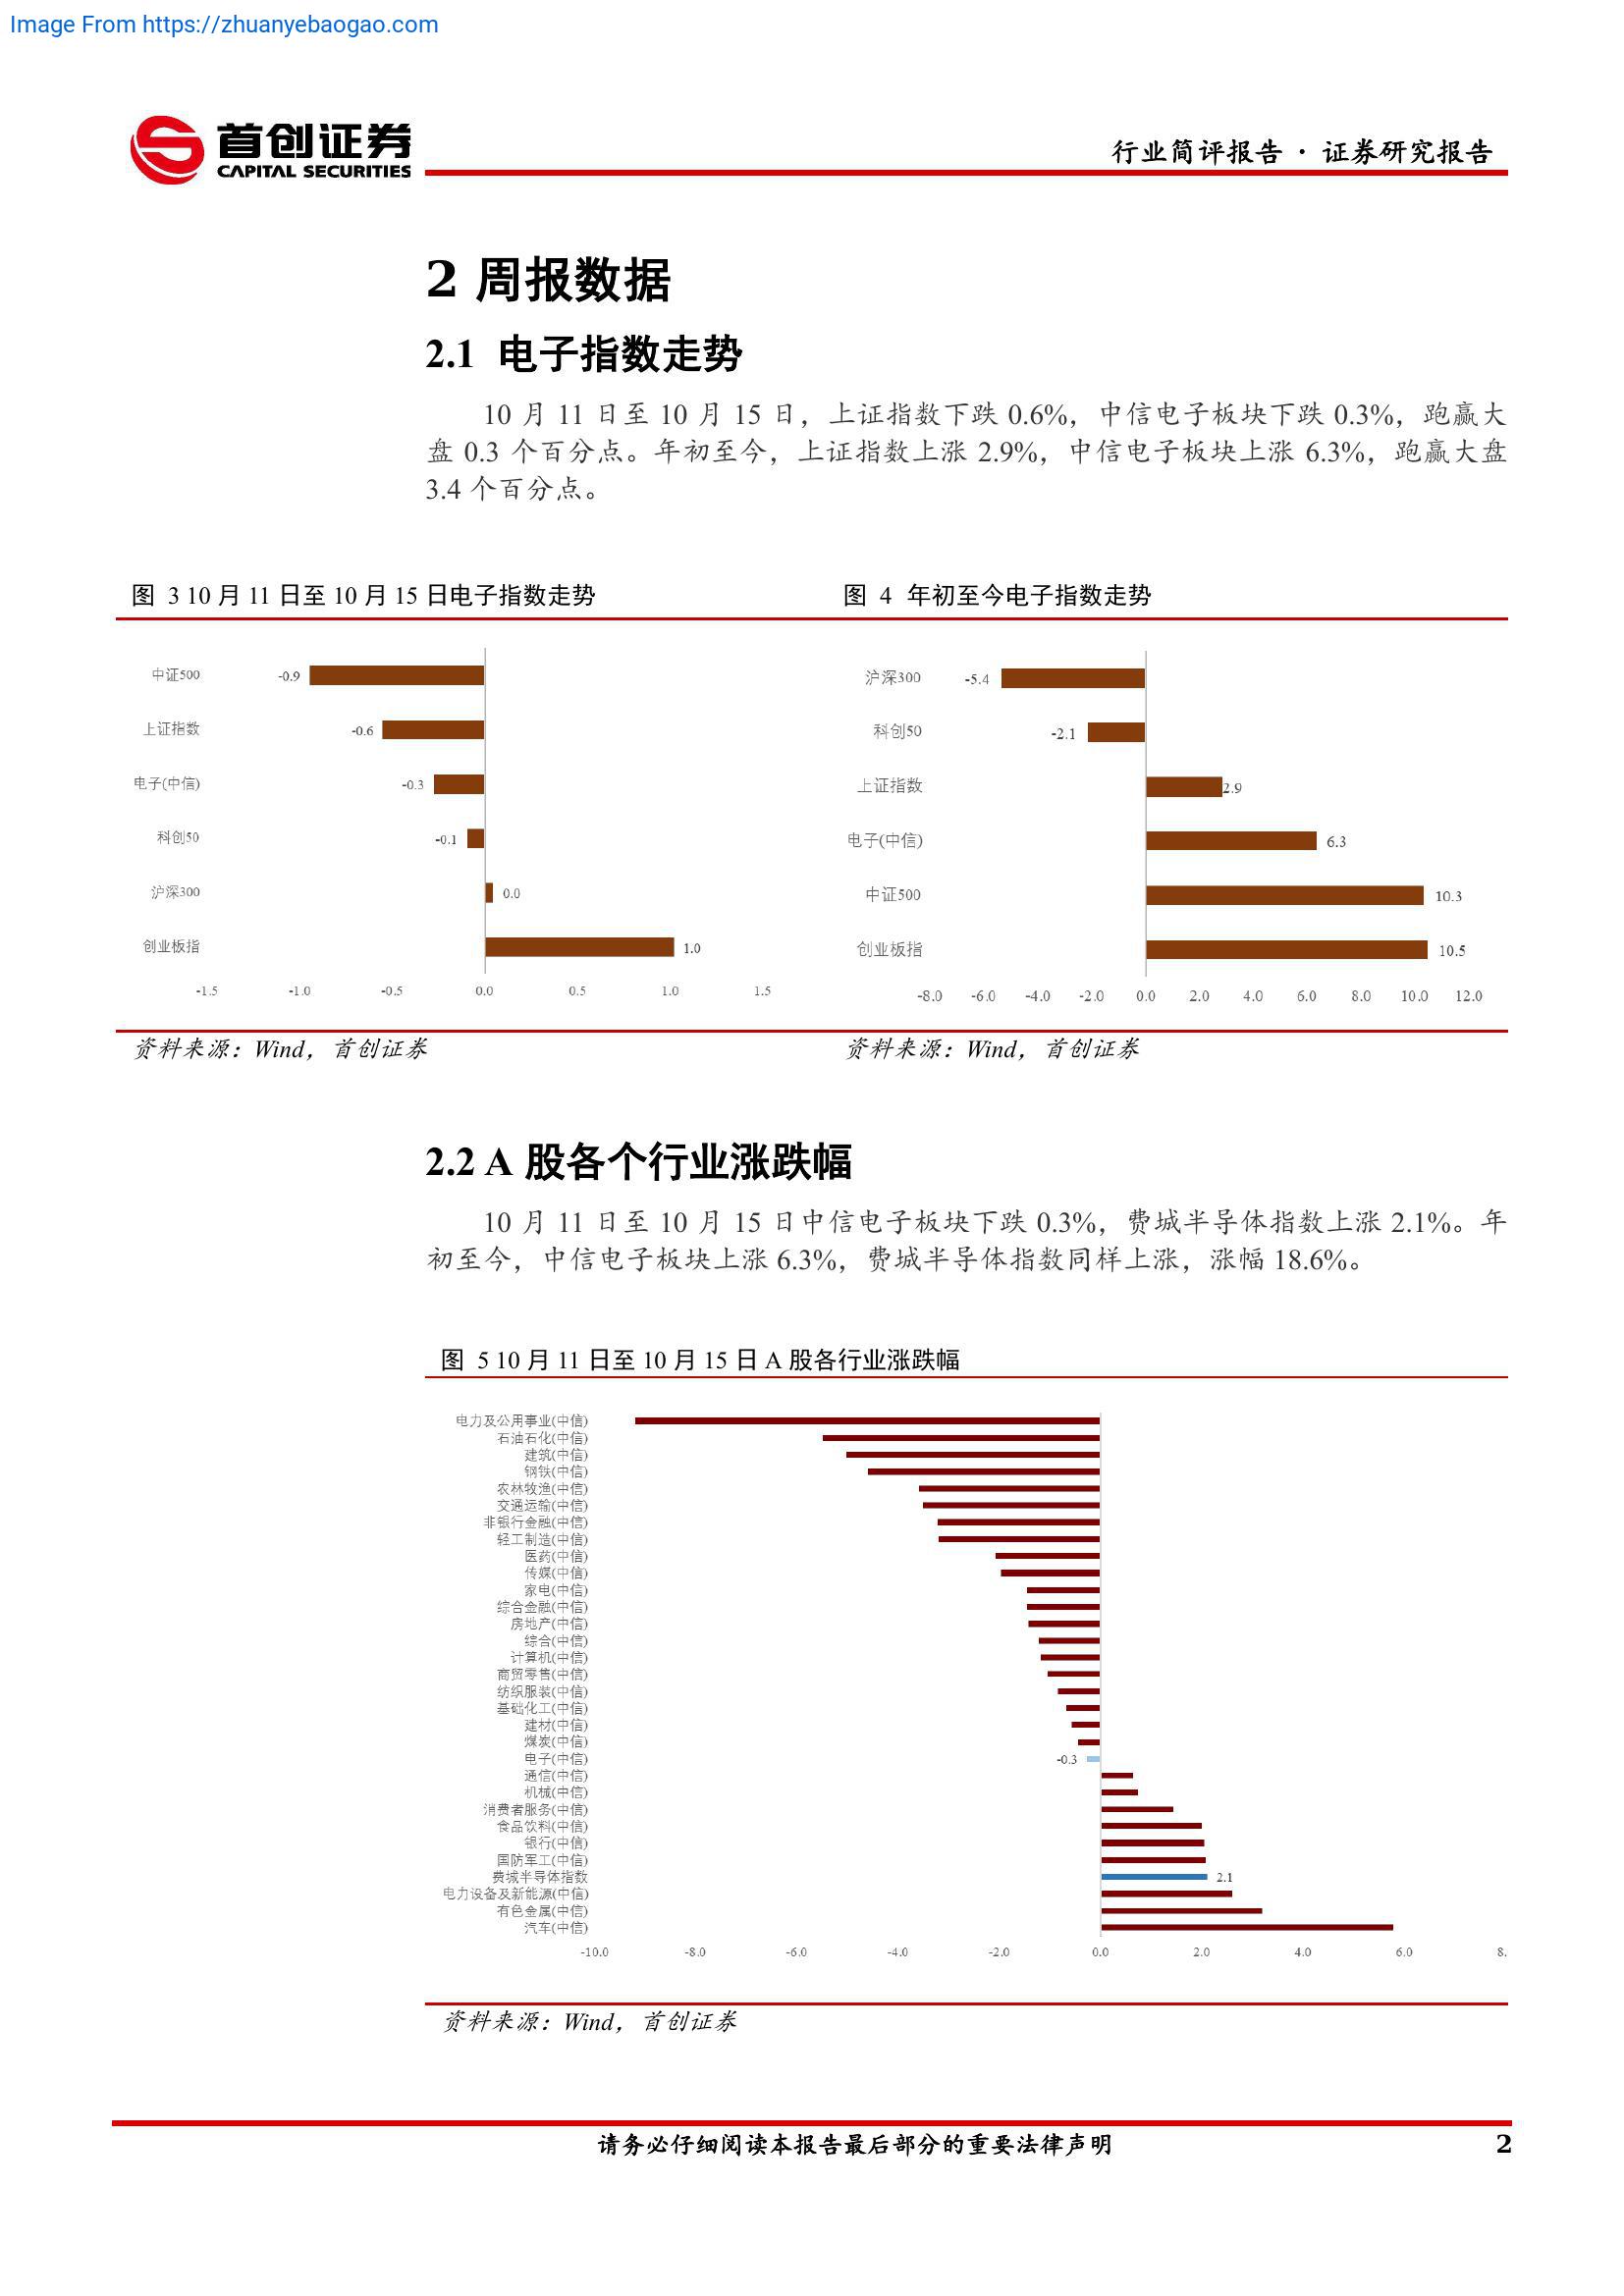 Image From https://zhuanyebaogao.com
首创证券
CAPITAL SECURITIES
行业简评报告 · 证券研究报告
2 周报数据
2.1 电子指数走势
10 月 11 日至 10 月 15 日，上证指数下跌 0.6%，中信电子板块下跌 0.3%，跑赢大
盘 0.3 个百分点。年初至今，上证指数上涨 2.9%，中信电子板块上涨 6.3%，跑赢大盘
3.4 个百分点。
图 3 10 月 11 日至 10 月 15 日电子指数走势
中证500 -0.9
上证指数 -0.6
电子(中信) -0.3
科创50 -0.1
沪深300 0.0
创业板指 1.0
-1.5 -1.0 -0.5 0.0 0.5 1.0 1.5
资料来源：Wind，首创证券
图 4 年初至今电子指数走势
沪深300 -5.4
科创50 -2.1
上证指数 2.9
电子(中信) 6.3
中证500 10.3
创业板指 10.5
-8.0 -6.0 -4.0 -2.0 0.0 2.0 4.0 6.0 8.0 10.0 12.0
资料来源：Wind，首创证券
2.2 A 股各个行业涨跌幅
10 月 11 日至 10 月 15 日中信电子板块下跌 0.3%，费城半导体指数上涨 2.1%。年
初至今，中信电子板块上涨 6.3%，费城半导体指数同样上涨，涨幅 18.6%。
图 5 10 月 11 日至 10 月 15 日 A 股各行业涨跌幅
电力及公用事业(中信)
石油石化(中信)
建筑(中信)
钢铁(中信)
农林牧渔(中信)
交通运输(中信)
非银行金融(中信)
轻工制造(中信)
医药(中信)
传媒(中信)
家电(中信)
综合金融(中信)
房地产(中信)
综合(中信)
计算机(中信)
商贸零售(中信)
纺织服装(中信)
基础化工(中信)
建材(中信)
煤炭(中信)
电子(中信) -0.3
通信(中信)
机械(中信)
消费者服务(中信)
食品饮料(中信)
银行(中信)
国防军工(中信)
费城半导体指数 2.1
电力设备及新能源(中信)
有色金属(中信)
汽车(中信)
-10.0 -8.0 -6.0 -4.0 -2.0 0.0 2.0 4.0 6.0 8.
资料来源：Wind，首创证券
请务必仔细阅读本报告最后部分的重要法律声明 2